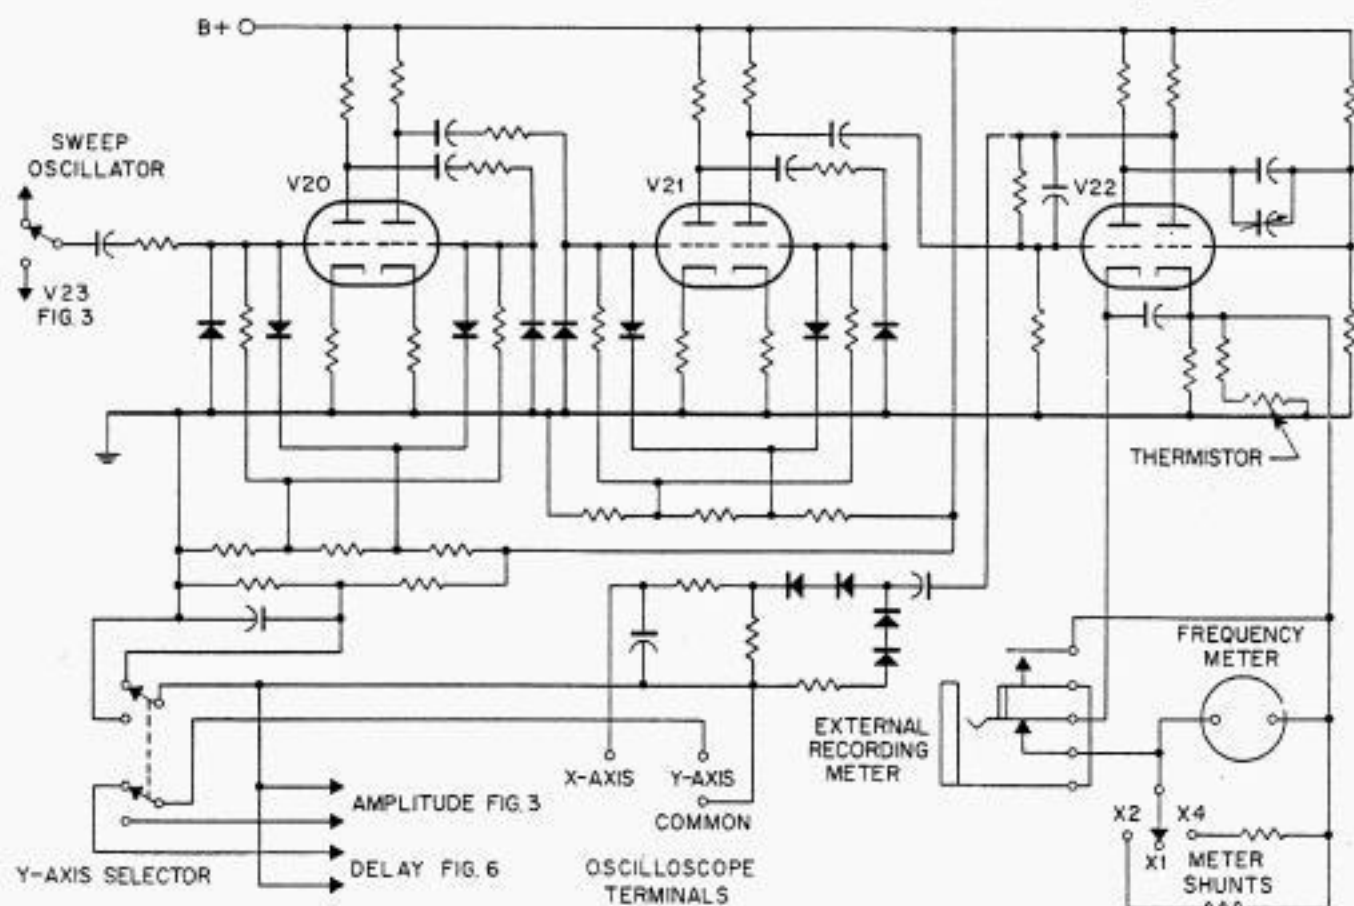 B+
SWEEP
OSCILLATOR
V20
V21
V22
V23
FIG. 3
THERMISTOR
FREQUENCY
METER
EXTERNAL
RECORDING
METER
X-AXIS
Y-AXIS
COMMON
AMPLITUDE FIG. 3
DELAY FIG. 6
Y-AXIS SELECTOR
OSCILLOSCOPE
TERMINALS
X2
X4
X1
METER
SHUNTS